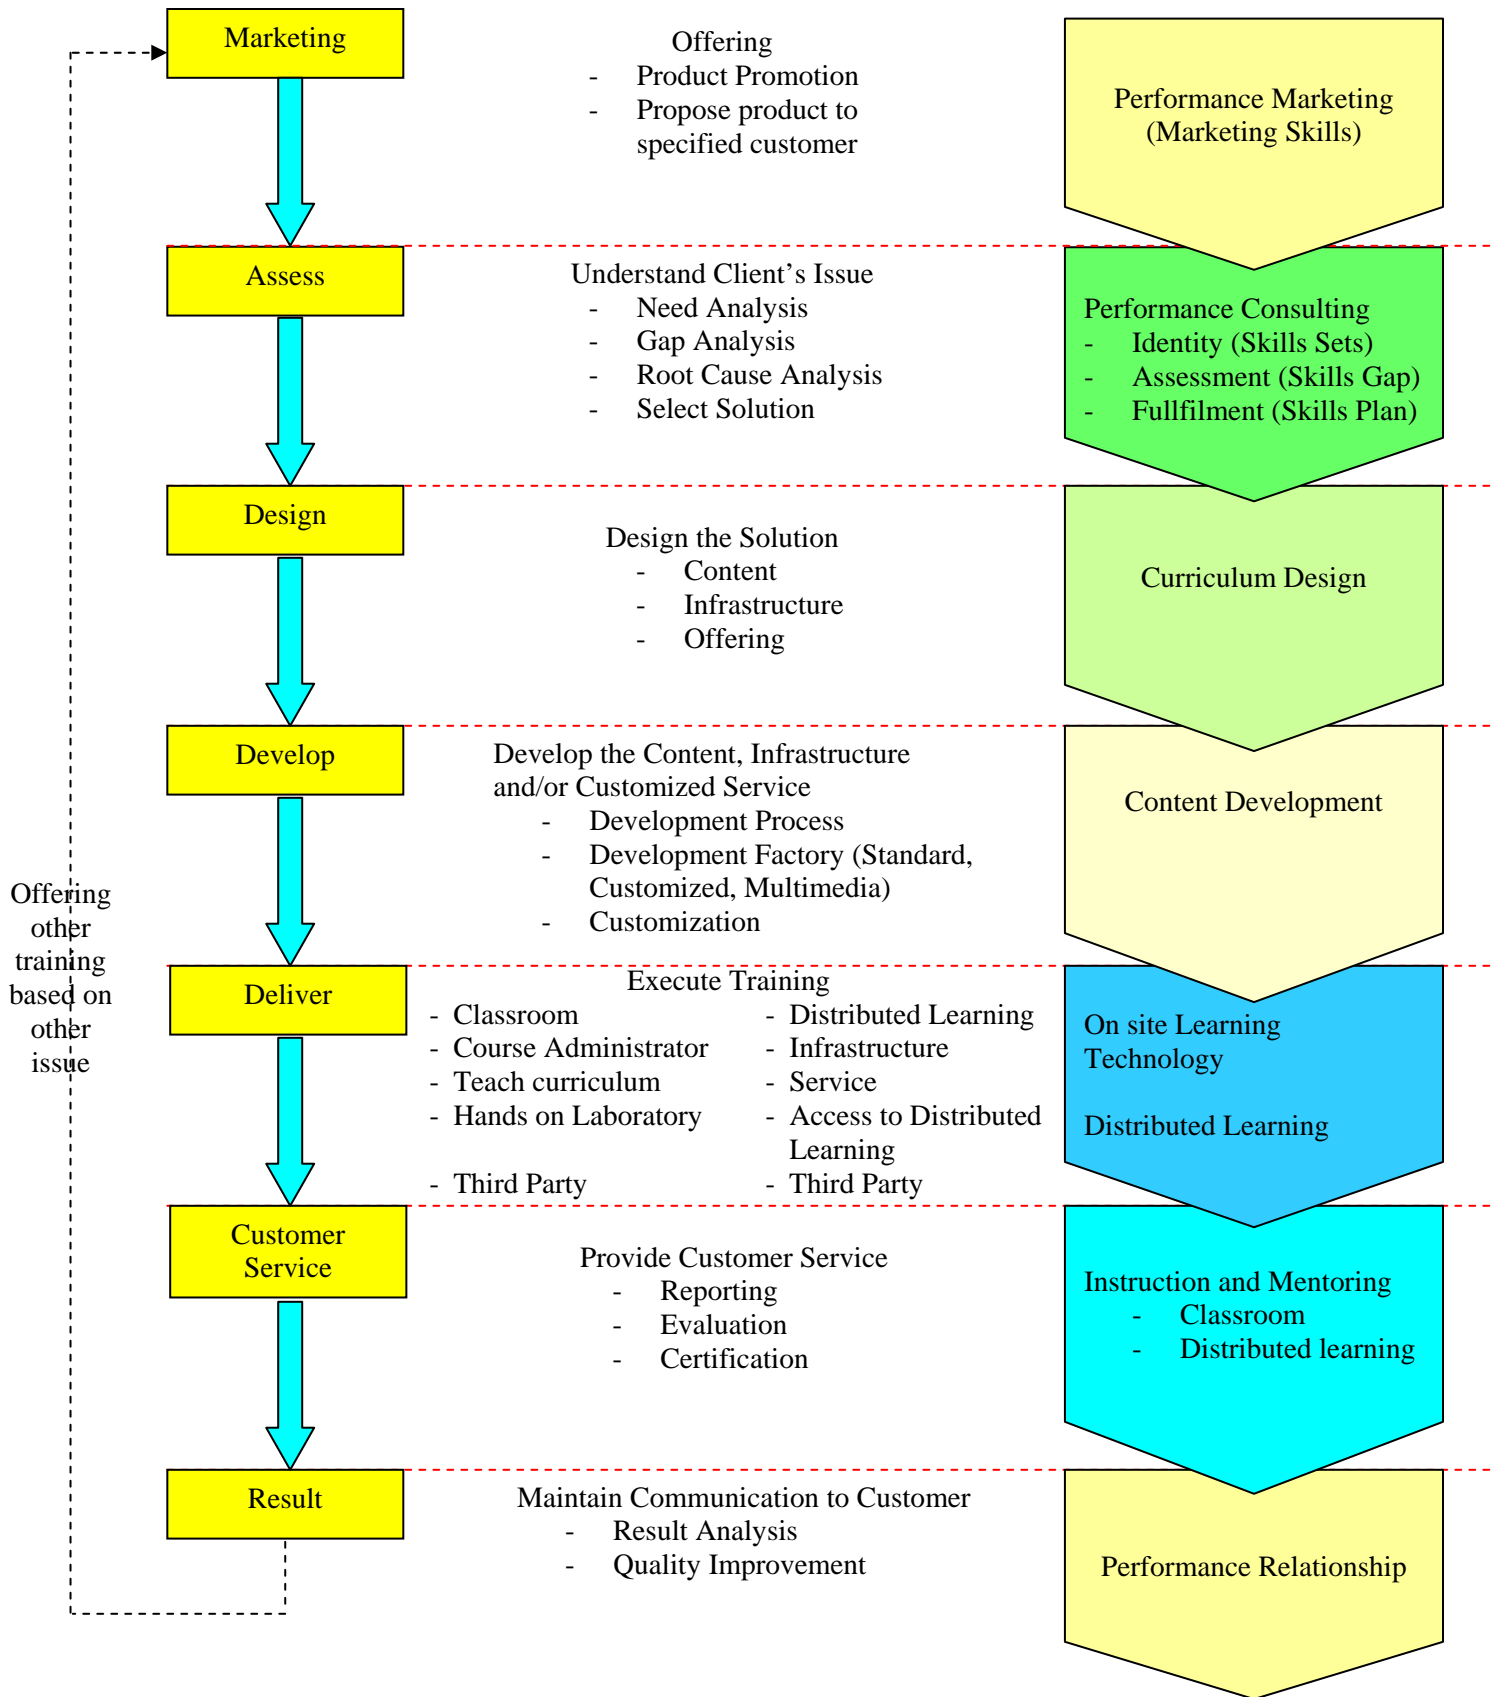 Marketing
Offering
- Product Promotion
- Propose product to
specified customer
Performance Marketing
(Marketing Skills)
Assess
Understand Client’s Issue
- Need Analysis
- Gap Analysis
- Root Cause Analysis
- Select Solution
Performance Consulting
- Identity (Skills Sets)
- Assessment (Skills Gap)
- Fullfilment (Skills Plan)
Design
Design the Solution
- Content
- Infrastructure
- Offering
Curriculum Design
Develop
Develop the Content, Infrastructure
and/or Customized Service
- Development Process
- Development Factory (Standard,
Customized, Multimedia)
- Customization
Content Development
Offering
other
training
based on
other
issue
Deliver
Execute Training
- Classroom
- Course Administrator
- Teach curriculum
- Hands on Laboratory
- Third Party
- Distributed Learning
- Infrastructure
- Service
- Access to Distributed
Learning
- Third Party
On site Learning
Technology
Distributed Learning
Customer
Service
Provide Customer Service
- Reporting
- Evaluation
- Certification
Instruction and Mentoring
- Classroom
- Distributed learning
Result
Maintain Communication to Customer
- Result Analysis
- Quality Improvement
Performance Relationship